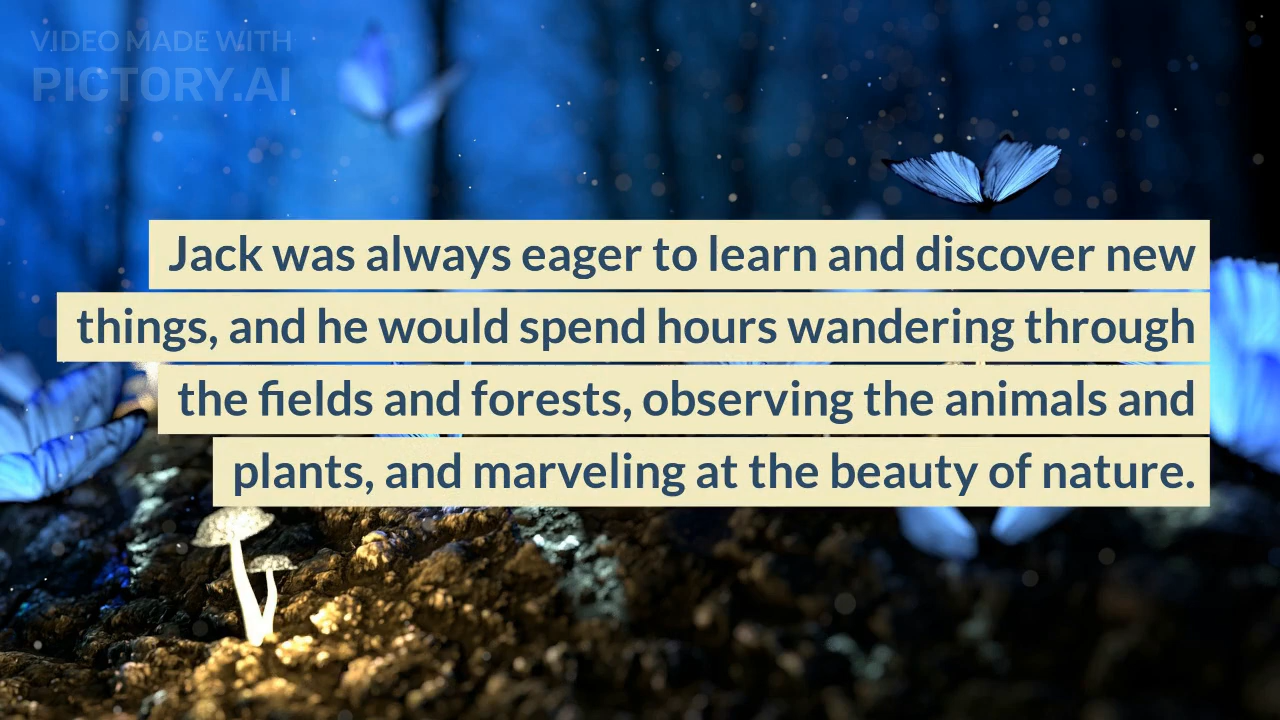 VIDEO MADE WITH
PICTORY.AI
Jack was always eager to learn and discover new
things, and he would spend hours wandering through
the fields and forests, observing the animals and
plants, and marveling at the beauty of nature.